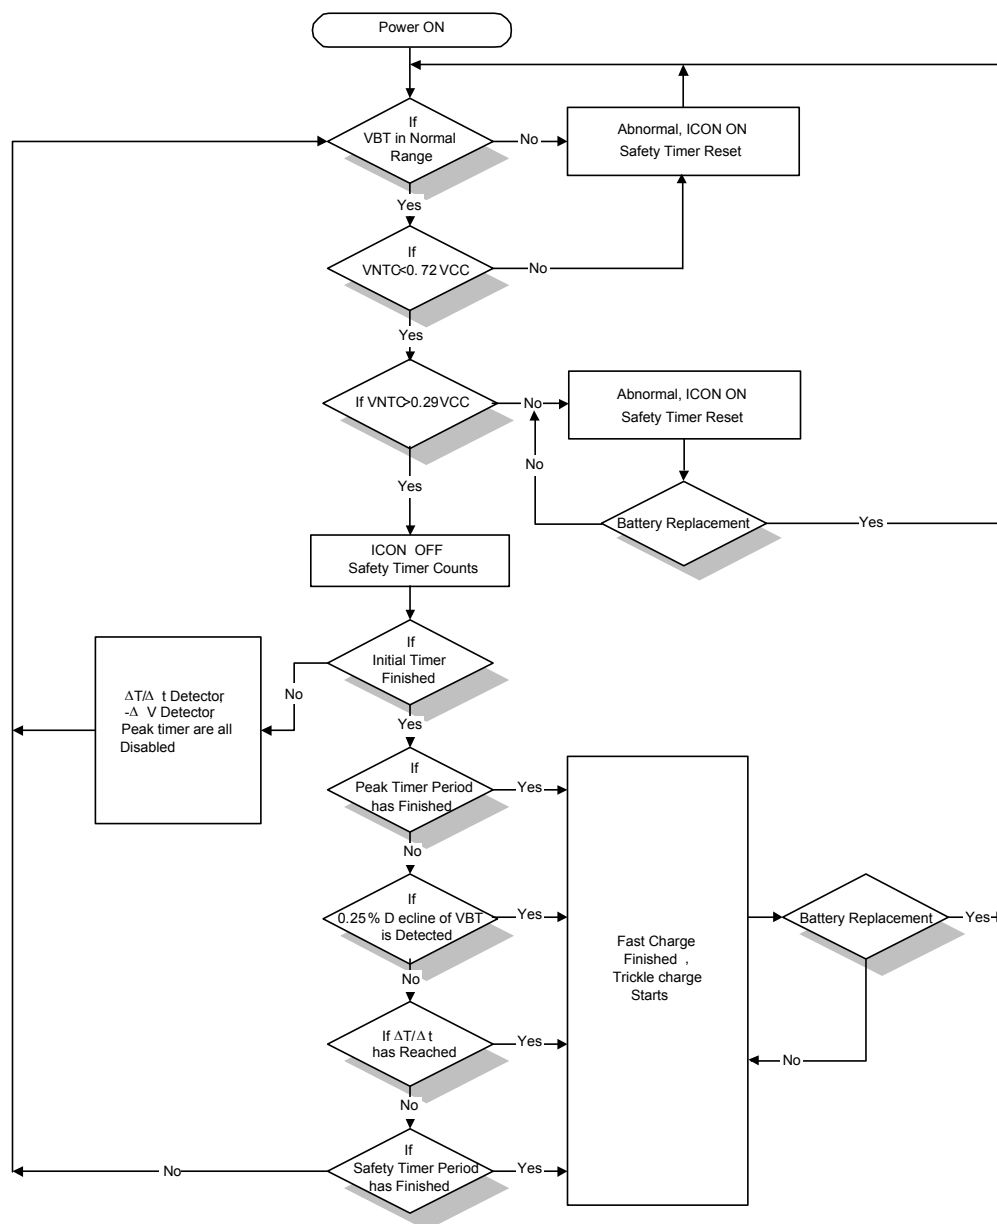 Power ON
If
VBT in Normal
Range
No
Abnormal, ICON ON
Safety Timer Reset
Yes
If
VNTC<0.72VCC
No
Yes
If VNTC>0.29VCC
No
Abnormal, ICON ON
Safety Timer Reset
No
Yes
Battery Replacement
Yes
ICON OFF
Safety Timer Counts
If
Initial Timer
Finished
No
ΔT/Δ t Detector,
-Δ V Detector,
Peak timer are all
Disabled
Yes
If
Peak Timer Period
has Finished
Yes
No
If
0.25% D ecline of VBT
is Detected
Yes
Fast Charge
Finished ,
Trickle charge
Starts
Battery Replacement
Yes
No
No
If ΔT/Δ t
has Reached
Yes
No
If
Safety Timer Period
has Finished
No
Yes